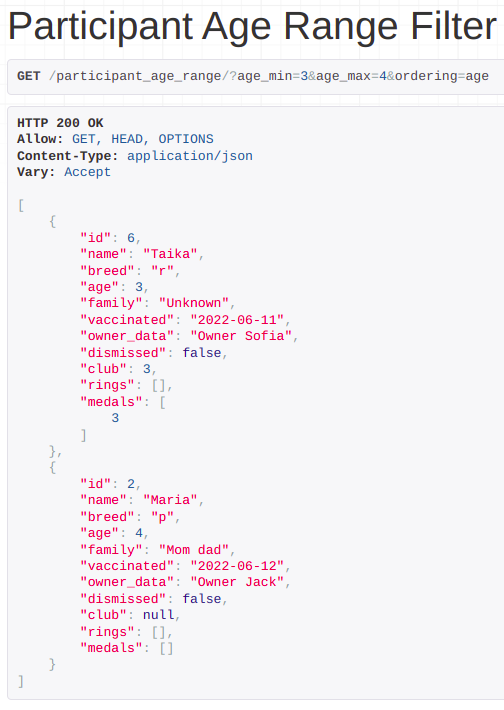 Participant Age Range Filter
GET /participant_age_range/?age_min=3&age_max=4&ordering=age
HTTP 200 OK
Allow: GET, HEAD, OPTIONS
Content-Type: application/json
Vary: Accept
[
    {
        "id": 6,
        "name": "Taika",
        "breed": "r",
        "age": 3,
        "family": "Unknown",
        "vaccinated": "2022-06-11",
        "owner_data": "Owner Sofia",
        "dismissed": false,
        "club": 3,
        "rings": [],
        "medals": [
            3
        ]
    },
    {
        "id": 2,
        "name": "Maria",
        "breed": "p",
        "age": 4,
        "family": "Mom dad",
        "vaccinated": "2022-06-12",
        "owner_data": "Owner Jack",
        "dismissed": false,
        "club": null,
        "rings": [],
        "medals": []
    }
]